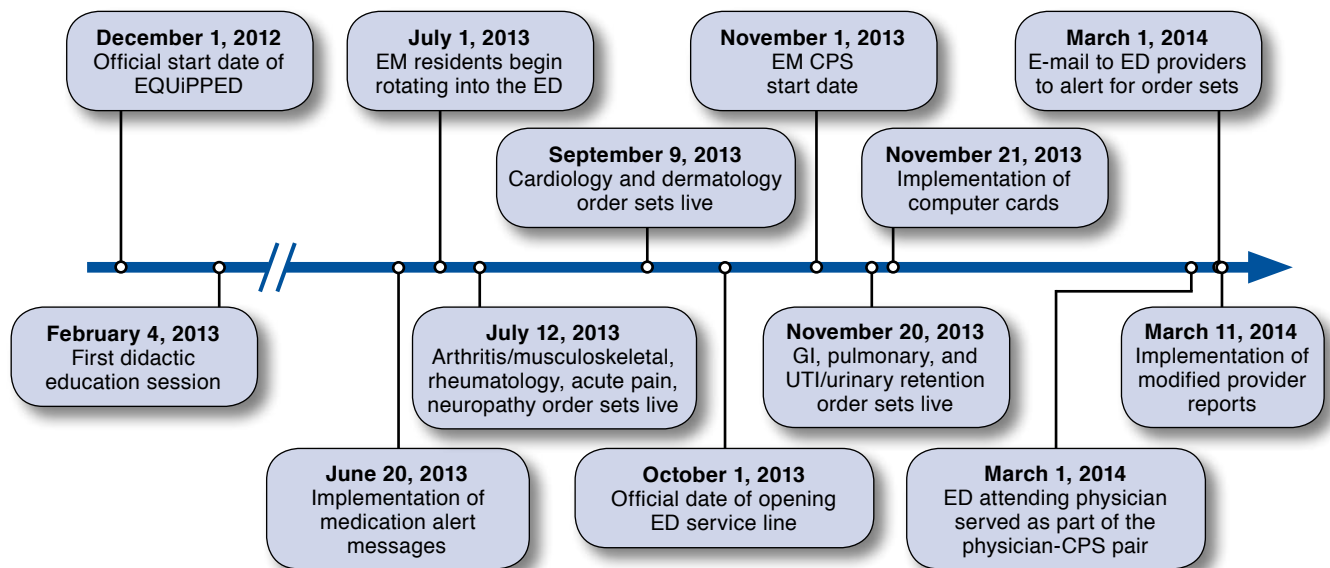 December 1, 2012
Official start date of
EQUiPPED
July 1, 2013
EM residents begin
rotating into the ED
November 1, 2013
EM CPS
start date
March 1, 2014
E-mail to ED providers
to alert for order sets
September 9, 2013
Cardiology and dermatology
order sets live
November 21, 2013
Implementation of
computer cards
February 4, 2013
First didactic
education session
July 12, 2013
Arthritis/musculoskeletal,
rheumatology, acute pain,
neuropathy order sets live
November 20, 2013
GI, pulmonary, and
UTI/urinary retention
order sets live
March 11, 2014
Implementation of
modified provider
reports
June 20, 2013
Implementation of
medication alert
messages
October 1, 2013
Official date of opening
ED service line
March 1, 2014
ED attending physician
served as part of the
physician-CPS pair